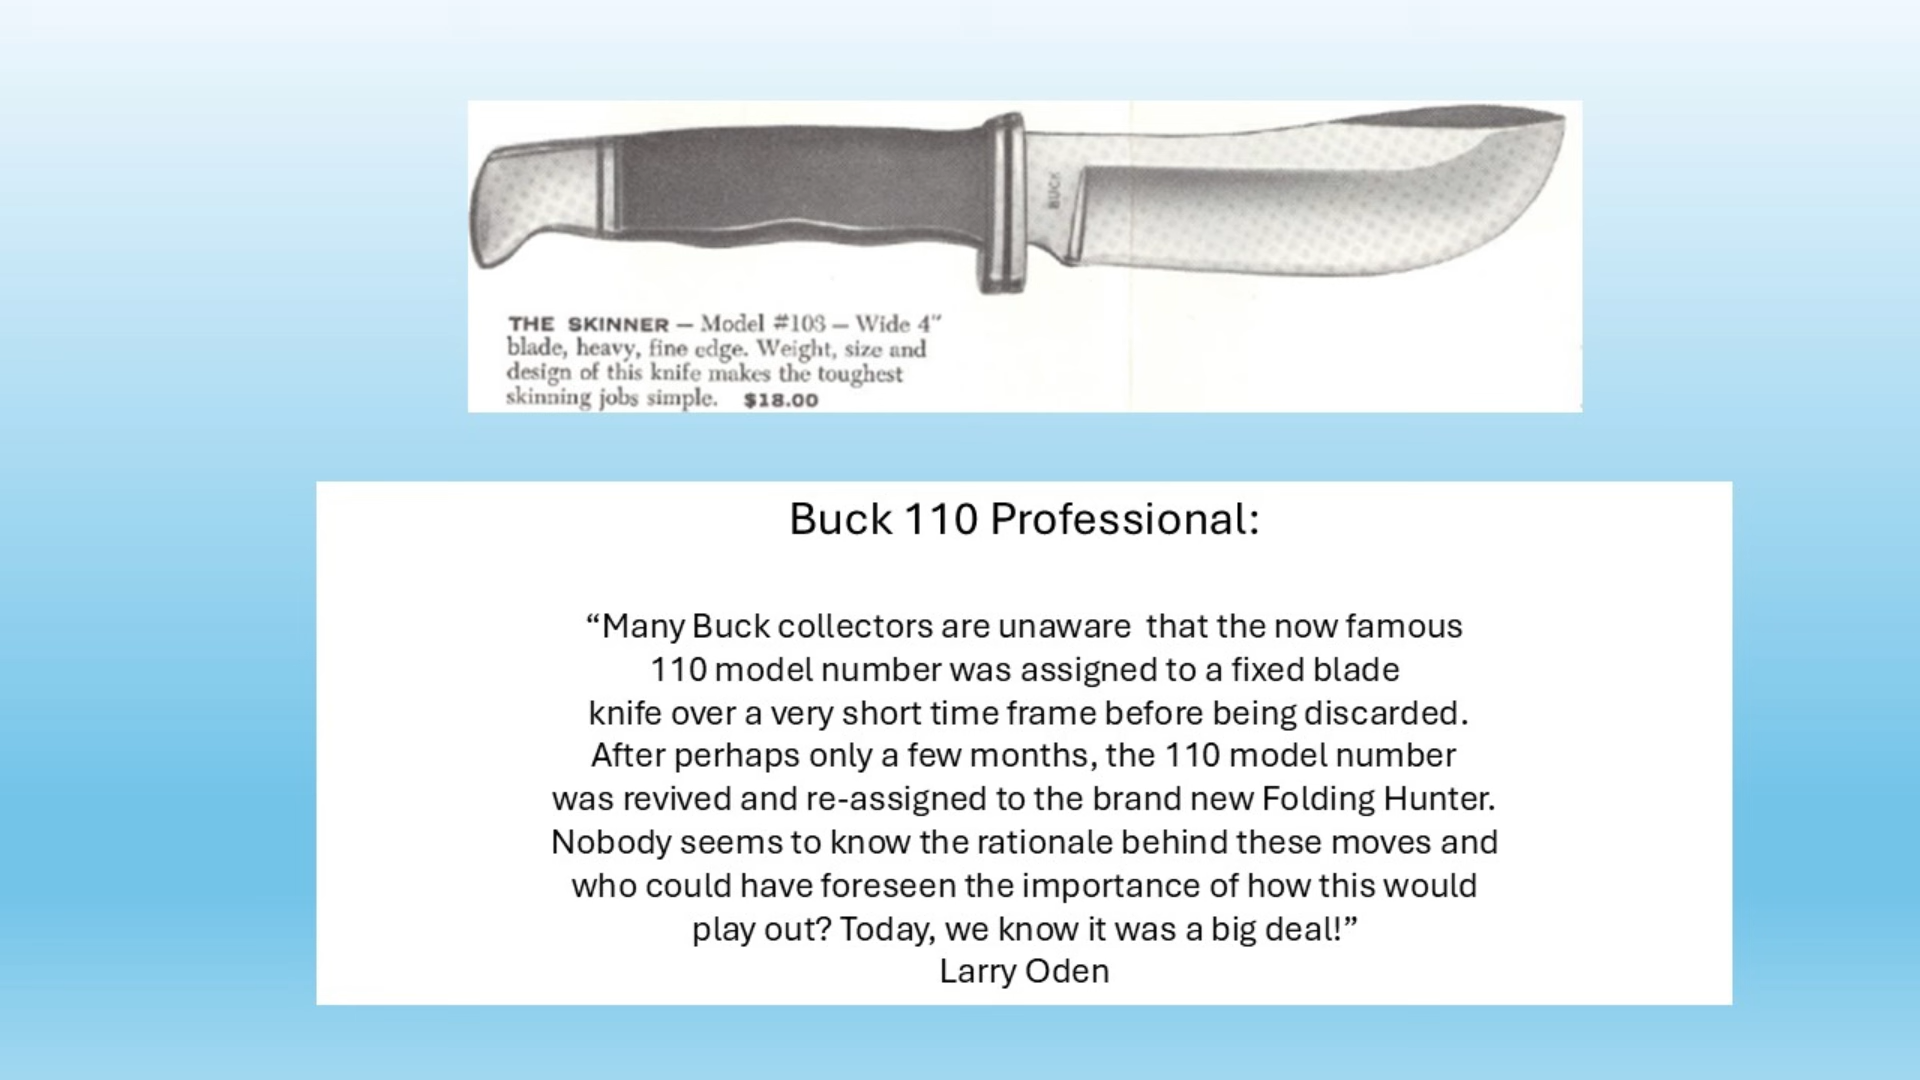 BUCK
THE SKINNER — Model #103 — Wide 4"
blade, heavy, fine edge. Weight, size and
design of this knife makes the toughest
skinning jobs simple. $18.00
Buck 110 Professional:
“Many Buck collectors are unaware that the now famous
110 model number was assigned to a fixed blade
knife over a very short time frame before being discarded.
After perhaps only a few months, the 110 model number
was revived and re-assigned to the brand new Folding Hunter.
Nobody seems to know the rationale behind these moves and
who could have foreseen the importance of how this would
play out? Today, we know it was a big deal!”
Larry Oden